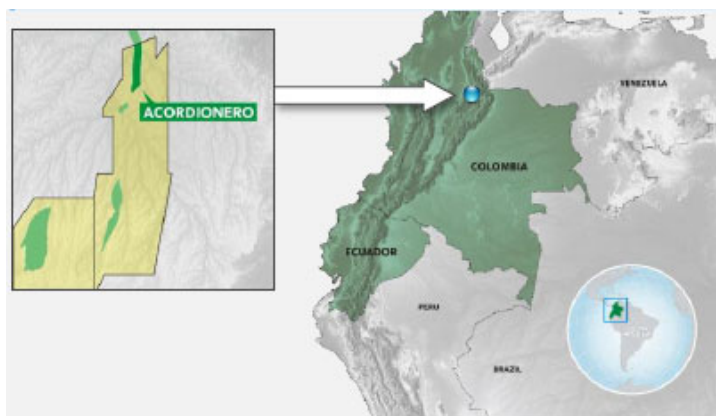 ACORDIONERO
VENEZUELA
COLOMBIA
ECUADOR
PERU
BRAZIL